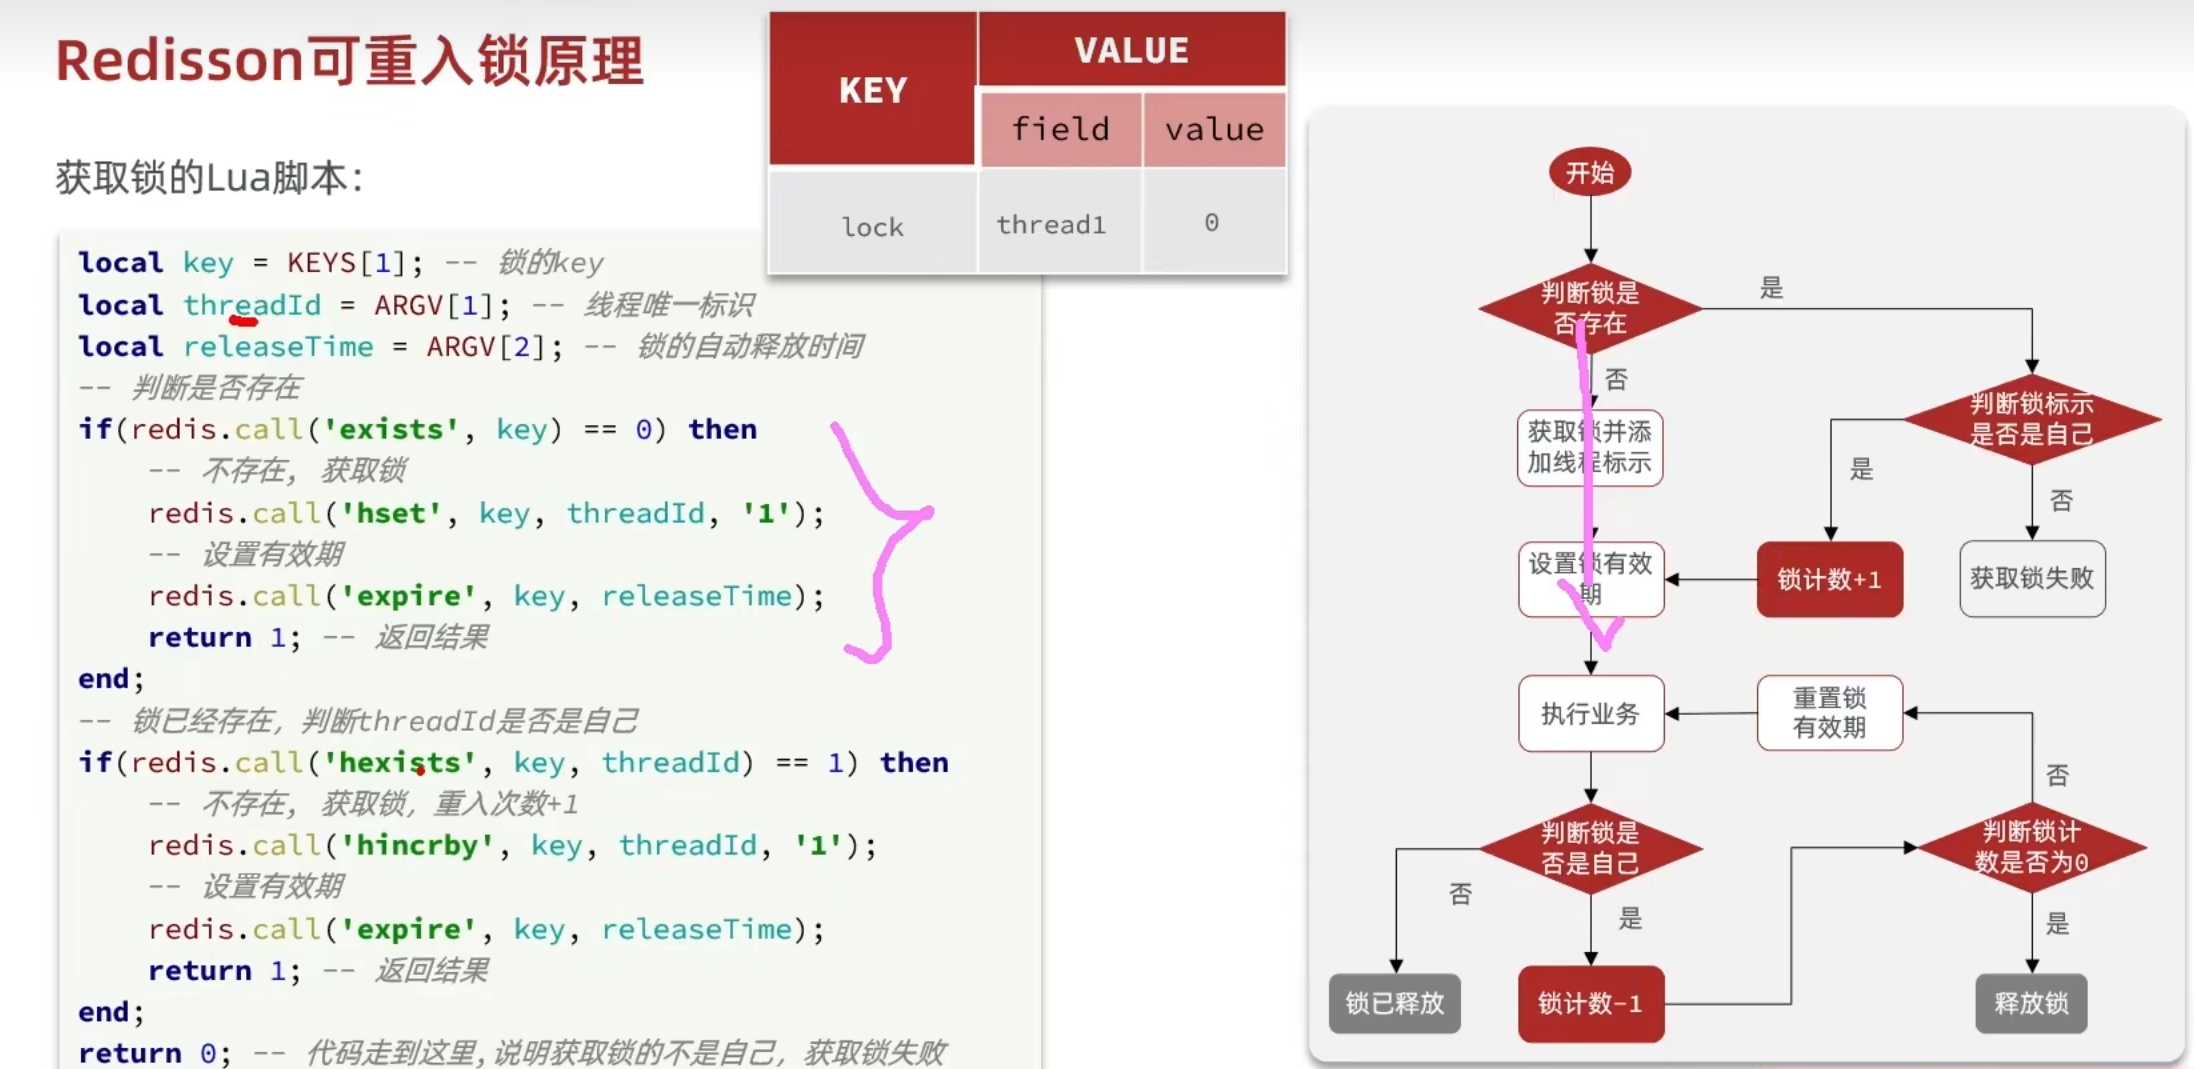 Redisson可重入锁原理
获取锁的Lua脚本：
KEY
VALUE
field
value
lock
thread1
0
local key = KEYS[1]; -- 锁的key
local threadId = ARGV[1]; -- 线程唯一标识
local releaseTime = ARGV[2]; -- 锁的自动释放时间
-- 判断是否存在
if(redis.call('exists', key) == 0) then
-- 不存在, 获取锁
redis.call('hset', key, threadId, '1');
-- 设置有效期
redis.call('expire', key, releaseTime);
return 1; -- 返回结果
end;
-- 锁已经存在，判断threadId是否是自己
if(redis.call('hexists', key, threadId) == 1) then
-- 不存在, 获取锁，重入次数+1
redis.call('hincrby', key, threadId, '1');
-- 设置有效期
redis.call('expire', key, releaseTime);
return 1; -- 返回结果
end;
return 0; -- 代码走到这里,说明获取锁的不是自己，获取锁失败
开始
判断锁是
否存在
是
否
判断锁标示
是否是自己
获取锁并添
加线程标示
是
否
设置锁有效
期
锁计数+1
获取锁失败
执行业务
重置锁
有效期
否
判断锁是
否是自己
判断锁计
数是否为0
否
是
是
锁已释放
锁计数-1
释放锁